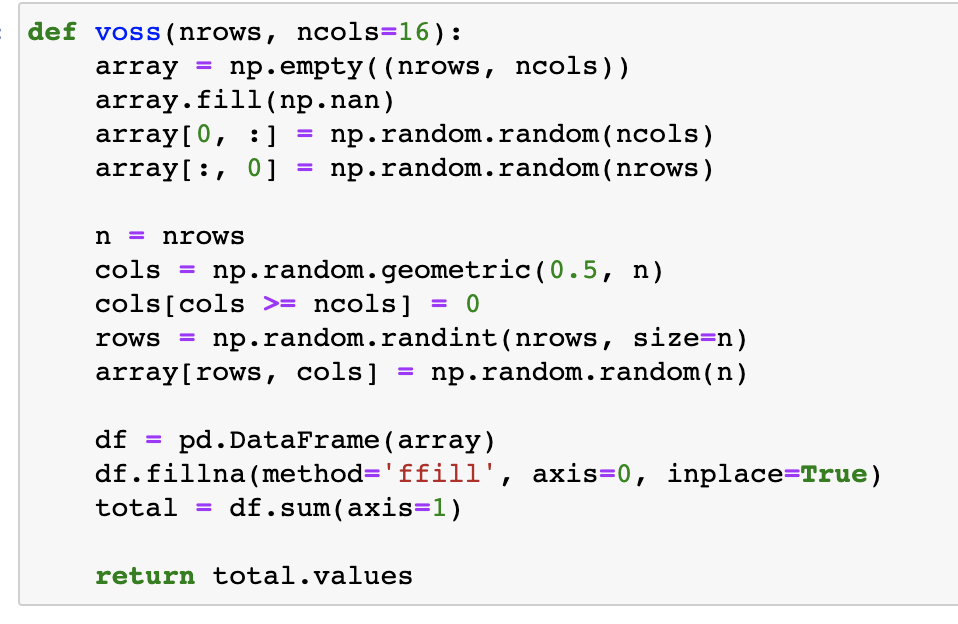 def voss(nrows, ncols=16):
    array = np.empty((nrows, ncols))
    array.fill(np.nan)
    array[0, :] = np.random.random(ncols)
    array[:, 0] = np.random.random(nrows)

    n = nrows
    cols = np.random.geometric(0.5, n)
    cols[cols >= ncols] = 0
    rows = np.random.randint(nrows, size=n)
    array[rows, cols] = np.random.random(n)

    df = pd.DataFrame(array)
    df.fillna(method='ffill', axis=0, inplace=True)
    total = df.sum(axis=1)

    return total.values